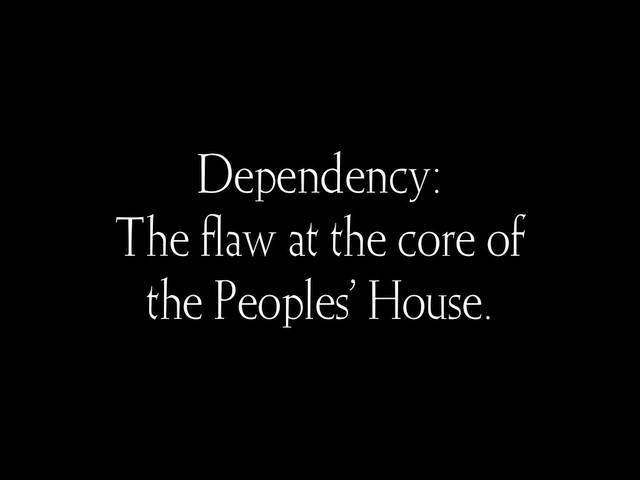 Dependency:
The flaw at the core of
the Peoples’ House.